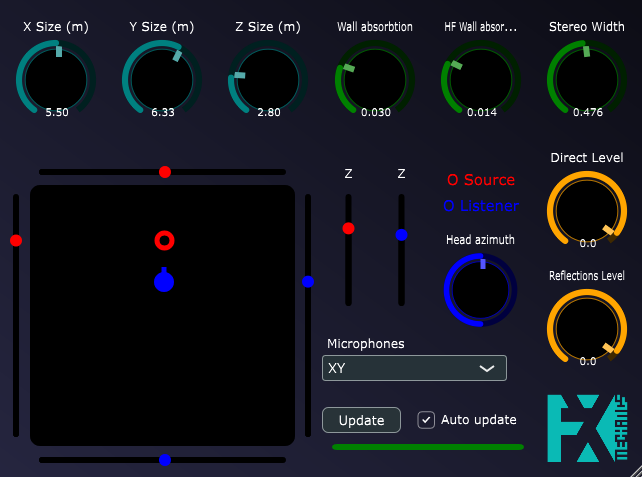 X Size (m) Y Size (m) Z Size (m) Wall absorbtion HF Wall absor... Stereo Width
5.50 6.33 2.80 0.030 0.014 0.476
Direct Level
Z Z
O Source
O Listener
Head azimuth
0.0
Reflections Level
Microphones
XY
0.0
Update
Auto update
FX
MECHANICS